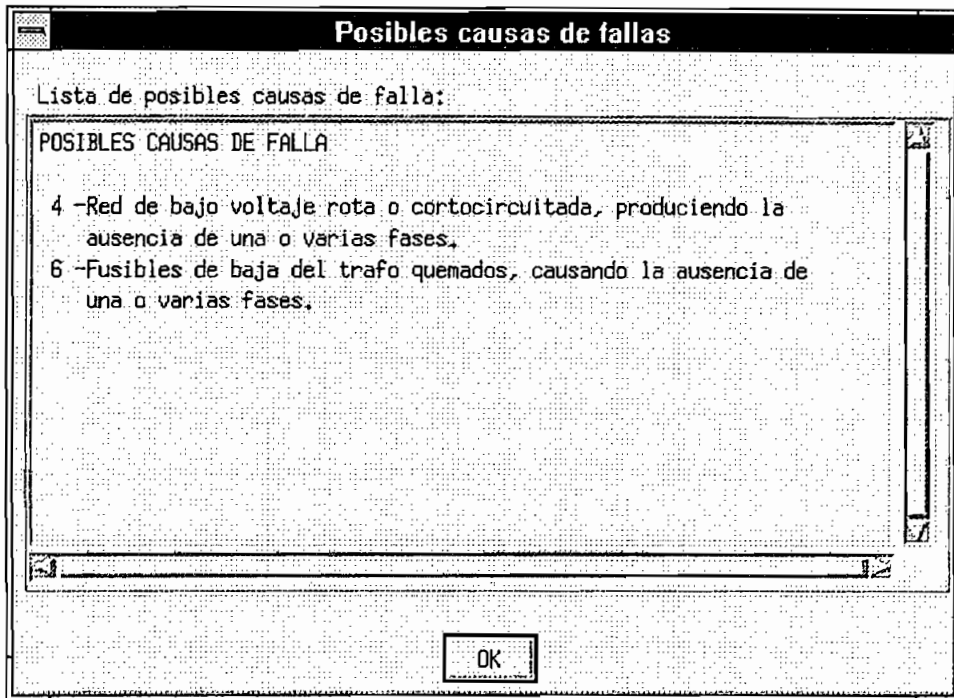 Posibles causas de fallas
Lista de posibles causas de falla:
POSIBLES CAUSAS DE FALLA
4 -Red de bajo voltaje rota o cortocircuitada, produciendo la
ausencia de una o varias fases.
6 -Fusibles de baja del trafo quemados, causando la ausencia de
una o varias fases.
OK